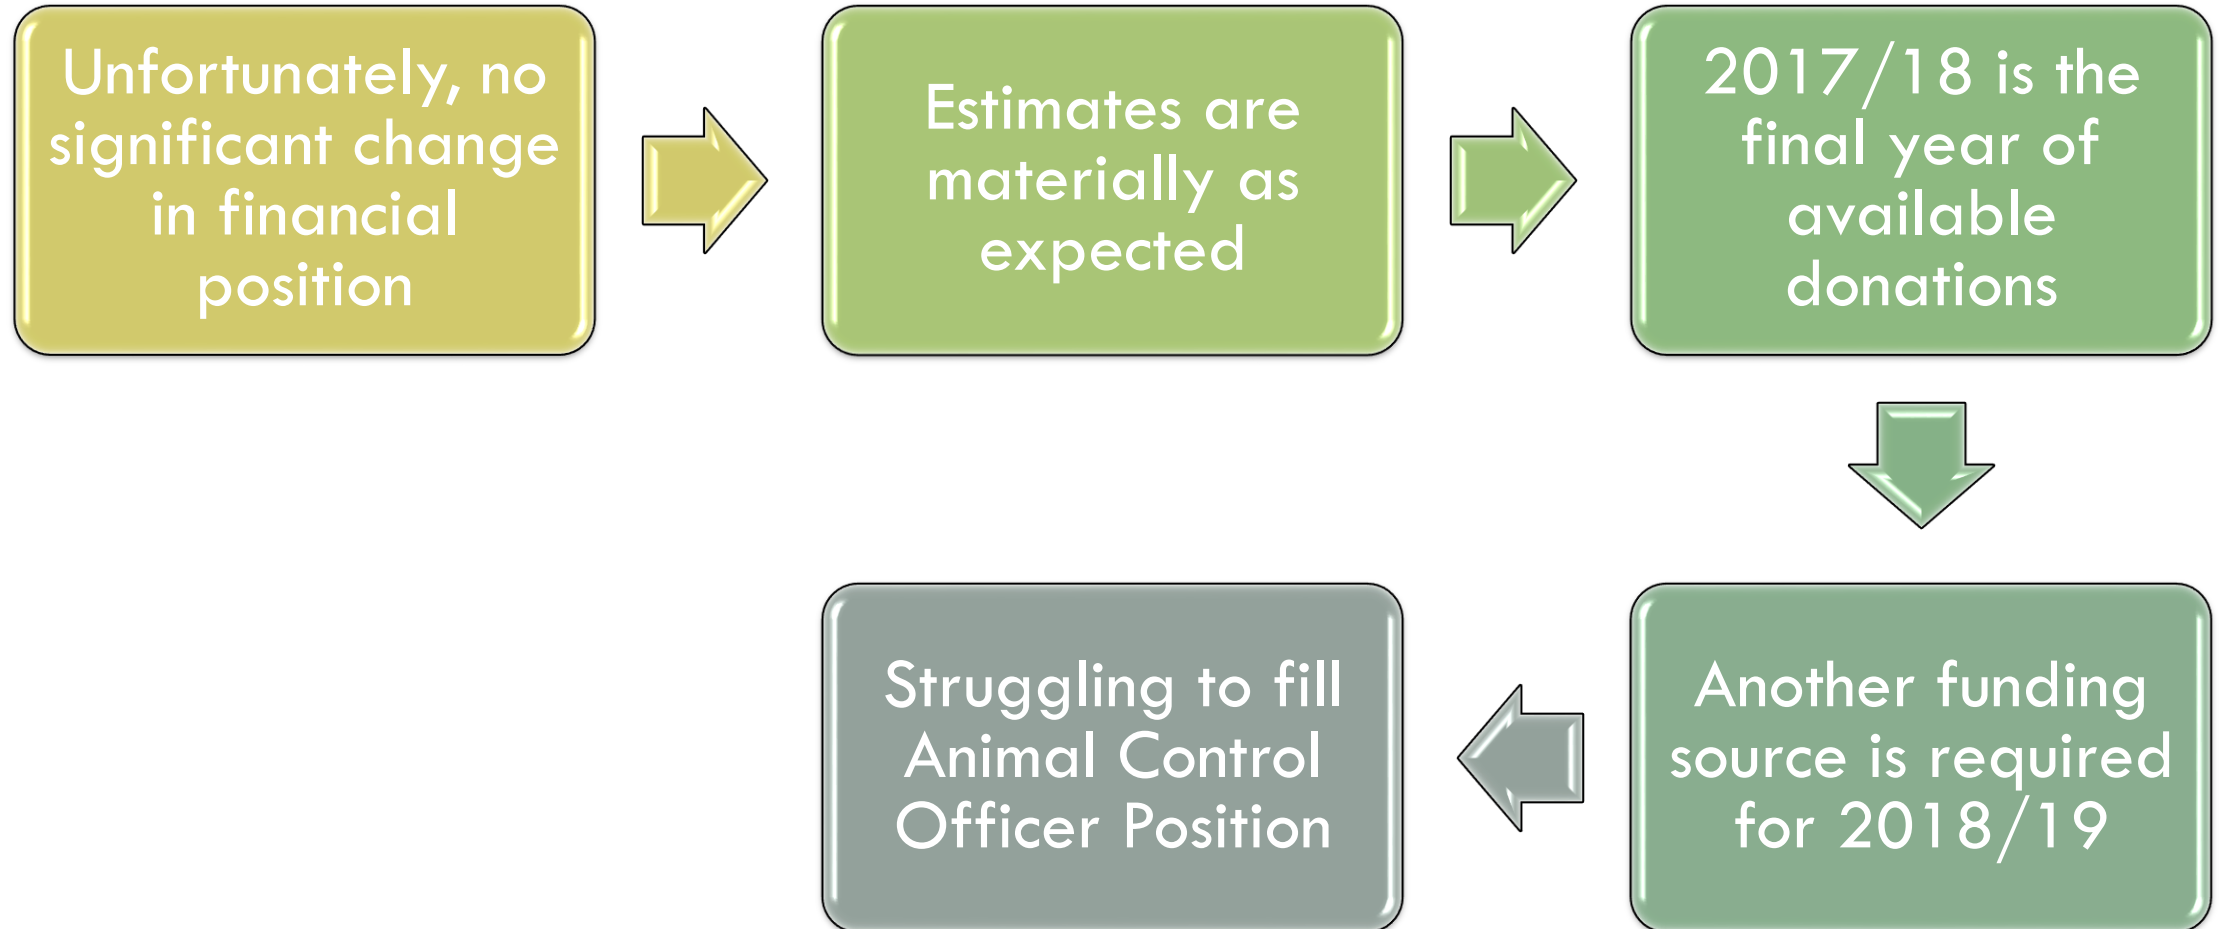 Unfortunately, no
significant change
in financial
position
Estimates are
materially as
expected
2017/18 is the
final year of
available
donations
Another funding
source is required
for 2018/19
Struggling to fill
Animal Control
Officer Position